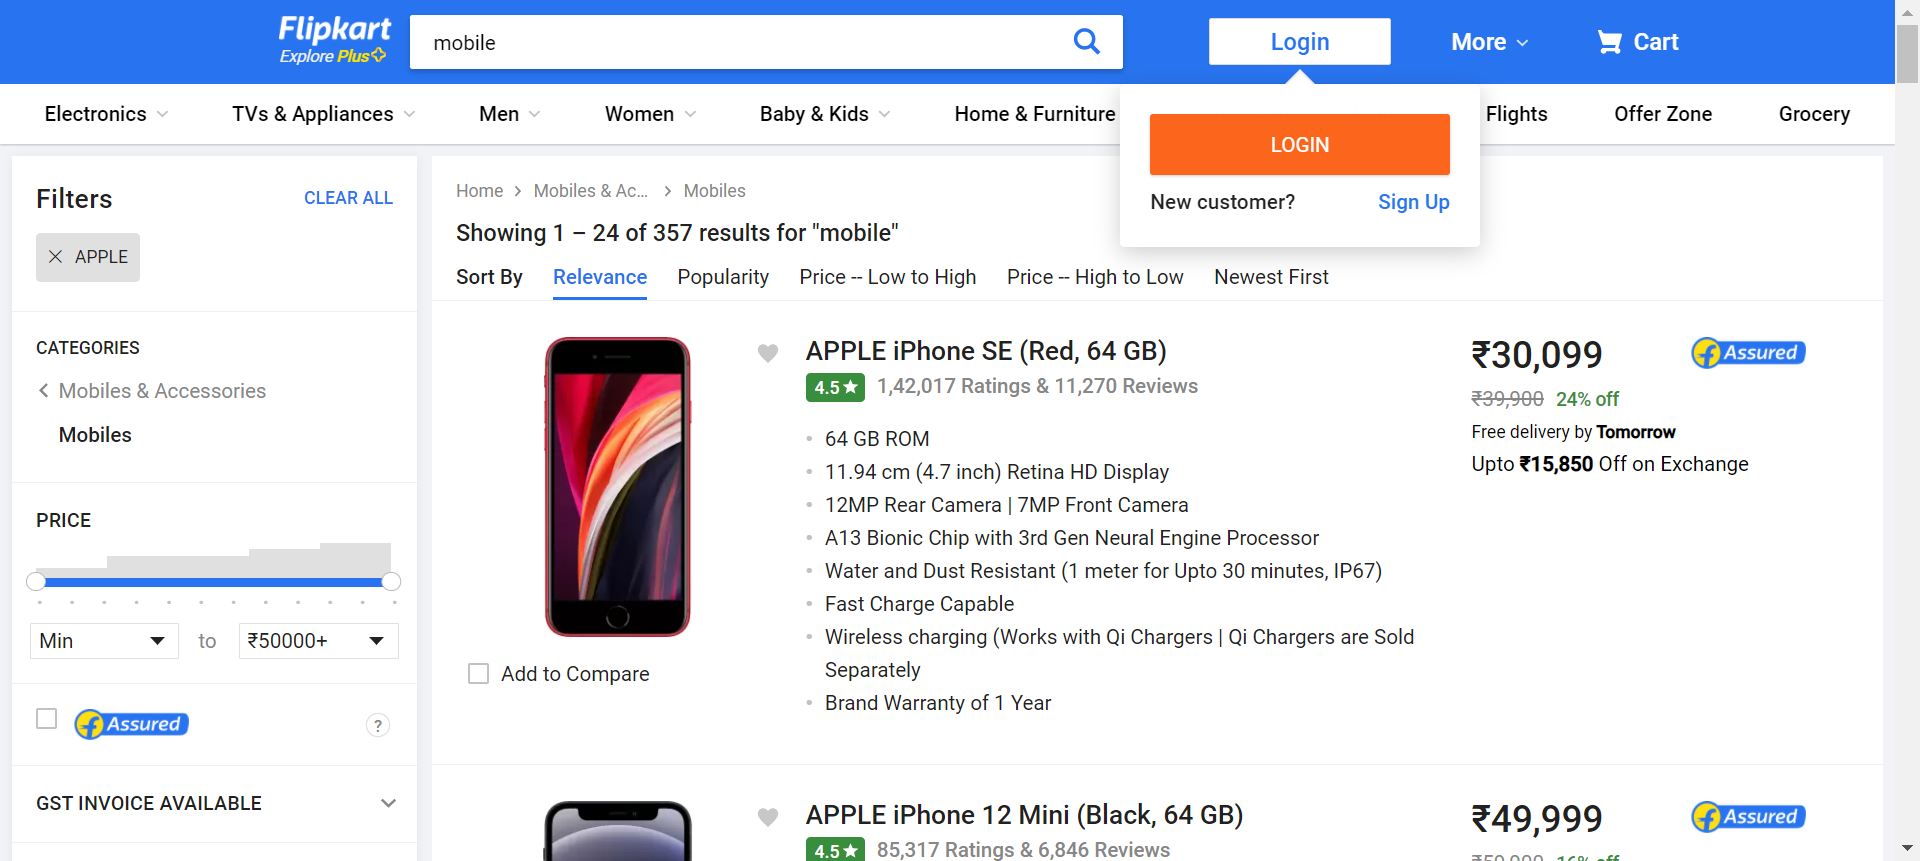 Flipkart
Explore Plus
mobile
Login
More
Cart
Electronics
TVs & Appliances
Men
Women
Baby & Kids
Home & Furniture
Flights
Offer Zone
Grocery
LOGIN
New customer?
Sign Up
Filters
CLEAR ALL
APPLE
CATEGORIES
Mobiles & Accessories
Mobiles
PRICE
Min
to
₹50000+
Assured
?
GST INVOICE AVAILABLE
Home
Mobiles & Ac...
Mobiles
Showing 1 – 24 of 357 results for "mobile"
Sort By
Relevance
Popularity
Price -- Low to High
Price -- High to Low
Newest First
APPLE iPhone SE (Red, 64 GB)
4.5
1,42,017 Ratings & 11,270 Reviews
64 GB ROM
11.94 cm (4.7 inch) Retina HD Display
12MP Rear Camera | 7MP Front Camera
A13 Bionic Chip with 3rd Gen Neural Engine Processor
Water and Dust Resistant (1 meter for Upto 30 minutes, IP67)
Fast Charge Capable
Wireless charging (Works with Qi Chargers | Qi Chargers are Sold
Separately
Brand Warranty of 1 Year
Add to Compare
₹30,099
Assured
₹39,900 24% off
Free delivery by Tomorrow
Upto ₹15,850 Off on Exchange
APPLE iPhone 12 Mini (Black, 64 GB)
4.5
85,317 Ratings & 6,846 Reviews
₹49,999
Assured